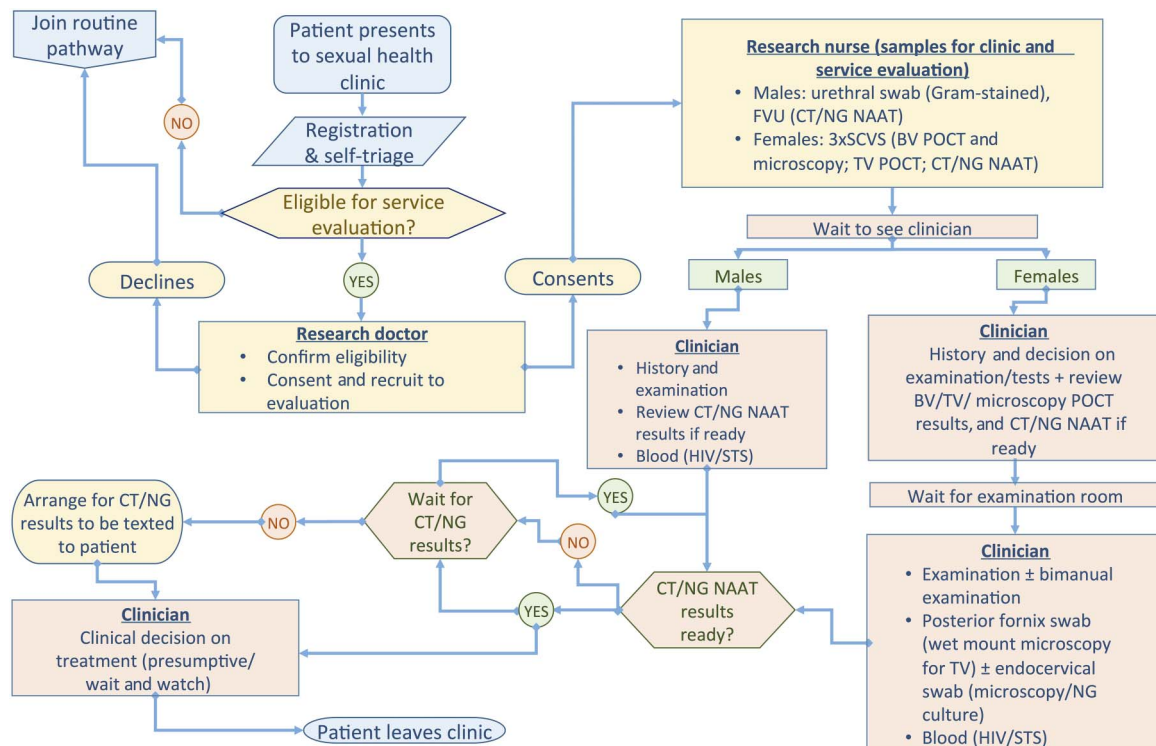 Join routine
pathway
Patient presents
to sexual health
clinic
NO
Registration
& self-triage
Eligible for service
evaluation?
YES
Declines
Consents
Research doctor
• Confirm eligibility
• Consent and recruit to
evaluation
Research nurse (samples for clinic and
service evaluation)
• Males: urethral swab (Gram-stained),
FVU (CT/NG NAAT)
• Females: 3xSCVS (BV POCT and
microscopy; TV POCT; CT/NG NAAT)
Wait to see clinician
Males
Females
Clinician
• History and
examination
• Review CT/NG NAAT
results if ready
• Blood (HIV/STS)
Clinician
History and decision on
examination/tests + review
BV/TV/ microscopy POCT
results, and CT/NG NAAT if
ready
Wait for examination room
Clinician
• Examination ± bimanual
examination
• Posterior fornix swab
(wet mount microscopy
for TV) ± endocervical
swab (microscopy/NG
culture)
• Blood (HIV/STS)
CT/NG NAAT
results
ready?
YES
NO
YES
Wait for
CT/NG
results?
NO
Arrange for CT/NG
results to be texted
to patient
Clinician
Clinical decision on
treatment (presumptive/
wait and watch)
Patient leaves clinic